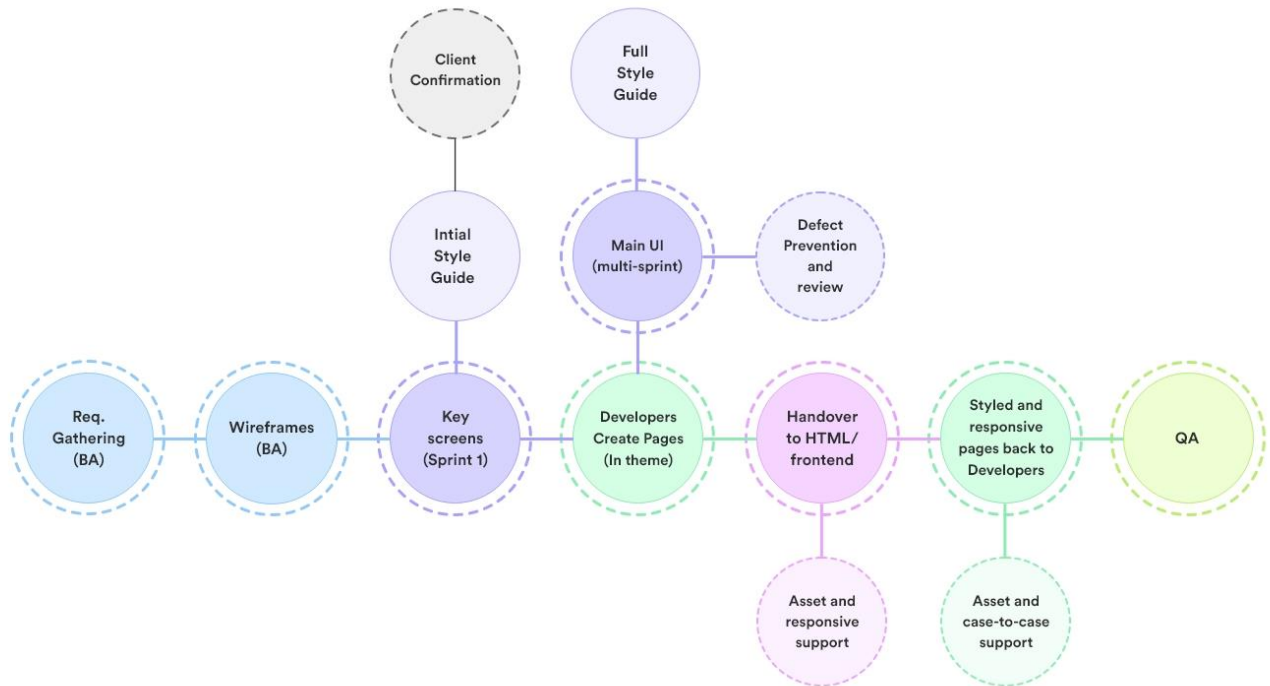 Client
Confirmation
Full
Style
Guide
Intial
Style
Guide
Main UI
(multi-sprint)
Defect
Prevention
and
review
Req.
Gathering
(BA)
Wireframes
(BA)
Key
screens
(Sprint 1)
Developers
Create Pages
(In theme)
Handover
to HTML/
frontend
Styled and
responsive
pages back to
Developers
QA
Asset and
responsive
support
Asset and
case-to-case
support